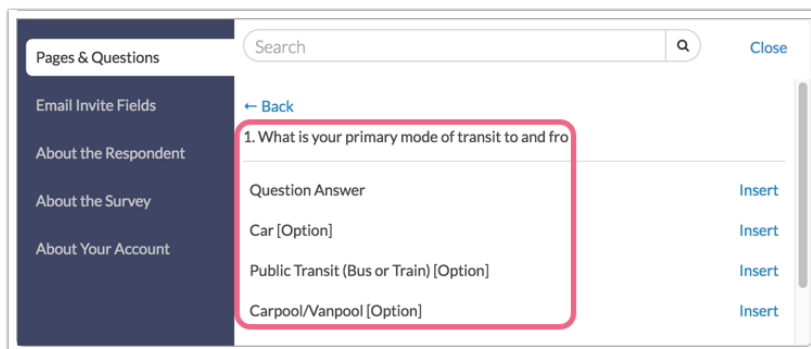 Pages & Questions
Email Invite Fields
About the Respondent
About the Survey
About Your Account
Search
Close
← Back
1. What is your primary mode of transit to and fro
Question Answer Insert
Car [Option] Insert
Public Transit (Bus or Train) [Option] Insert
Carpool/Vanpool [Option] Insert